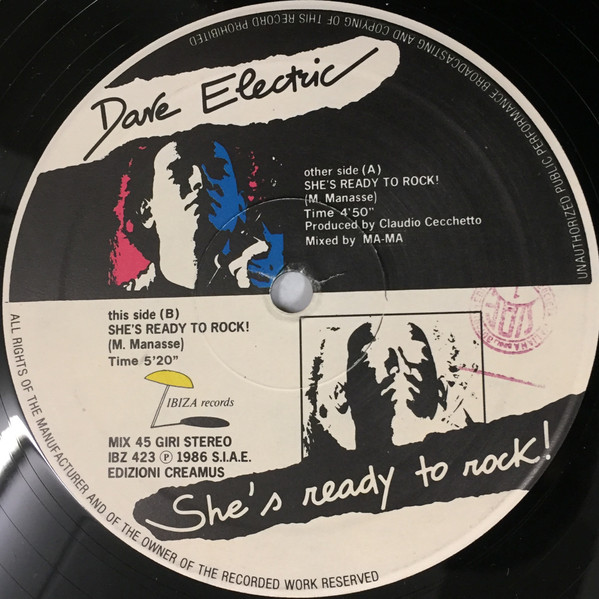 Dave Electric
other side (A)
SHE'S READY TO ROCK!
(M. Manasse)
Time 4'50"
Produced by Claudio Cecchetto
Mixed by MA-MA
this side (B)
SHE'S READY TO ROCK!
(M. Manasse)
Time 5'20"
IBIZA records
MIX 45 GIRI STEREO
IBZ 423 Ⓟ 1986 S.I.A.E.
EDIZIONI CREAMUS
She's ready to rock!
ALL RIGHTS OF THE MANUFACTURER AND OF THE OWNER OF THE RECORDED WORK RESERVED
UNAUTHORIZED PUBLIC PERFORMANCE BROADCASTING AND COPYING OF THIS RECORD PROHIBITED